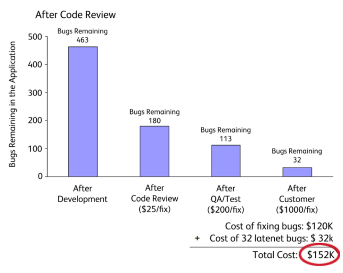 After Code Review
Bugs Remaining in the Application
500
400
300
200
100
0
Bugs Remaining
463
Bugs Remaining
180
Bugs Remaining
113
Bugs Remaining
32
After
Development
After
Code Review
($25/fix)
After
QA/Test
($200/fix)
After
Customer
($1000/fix)
Cost of fixing bugs: $120K
+ Cost of 32 latenet bugs: $ 32k
Total Cost: $152K